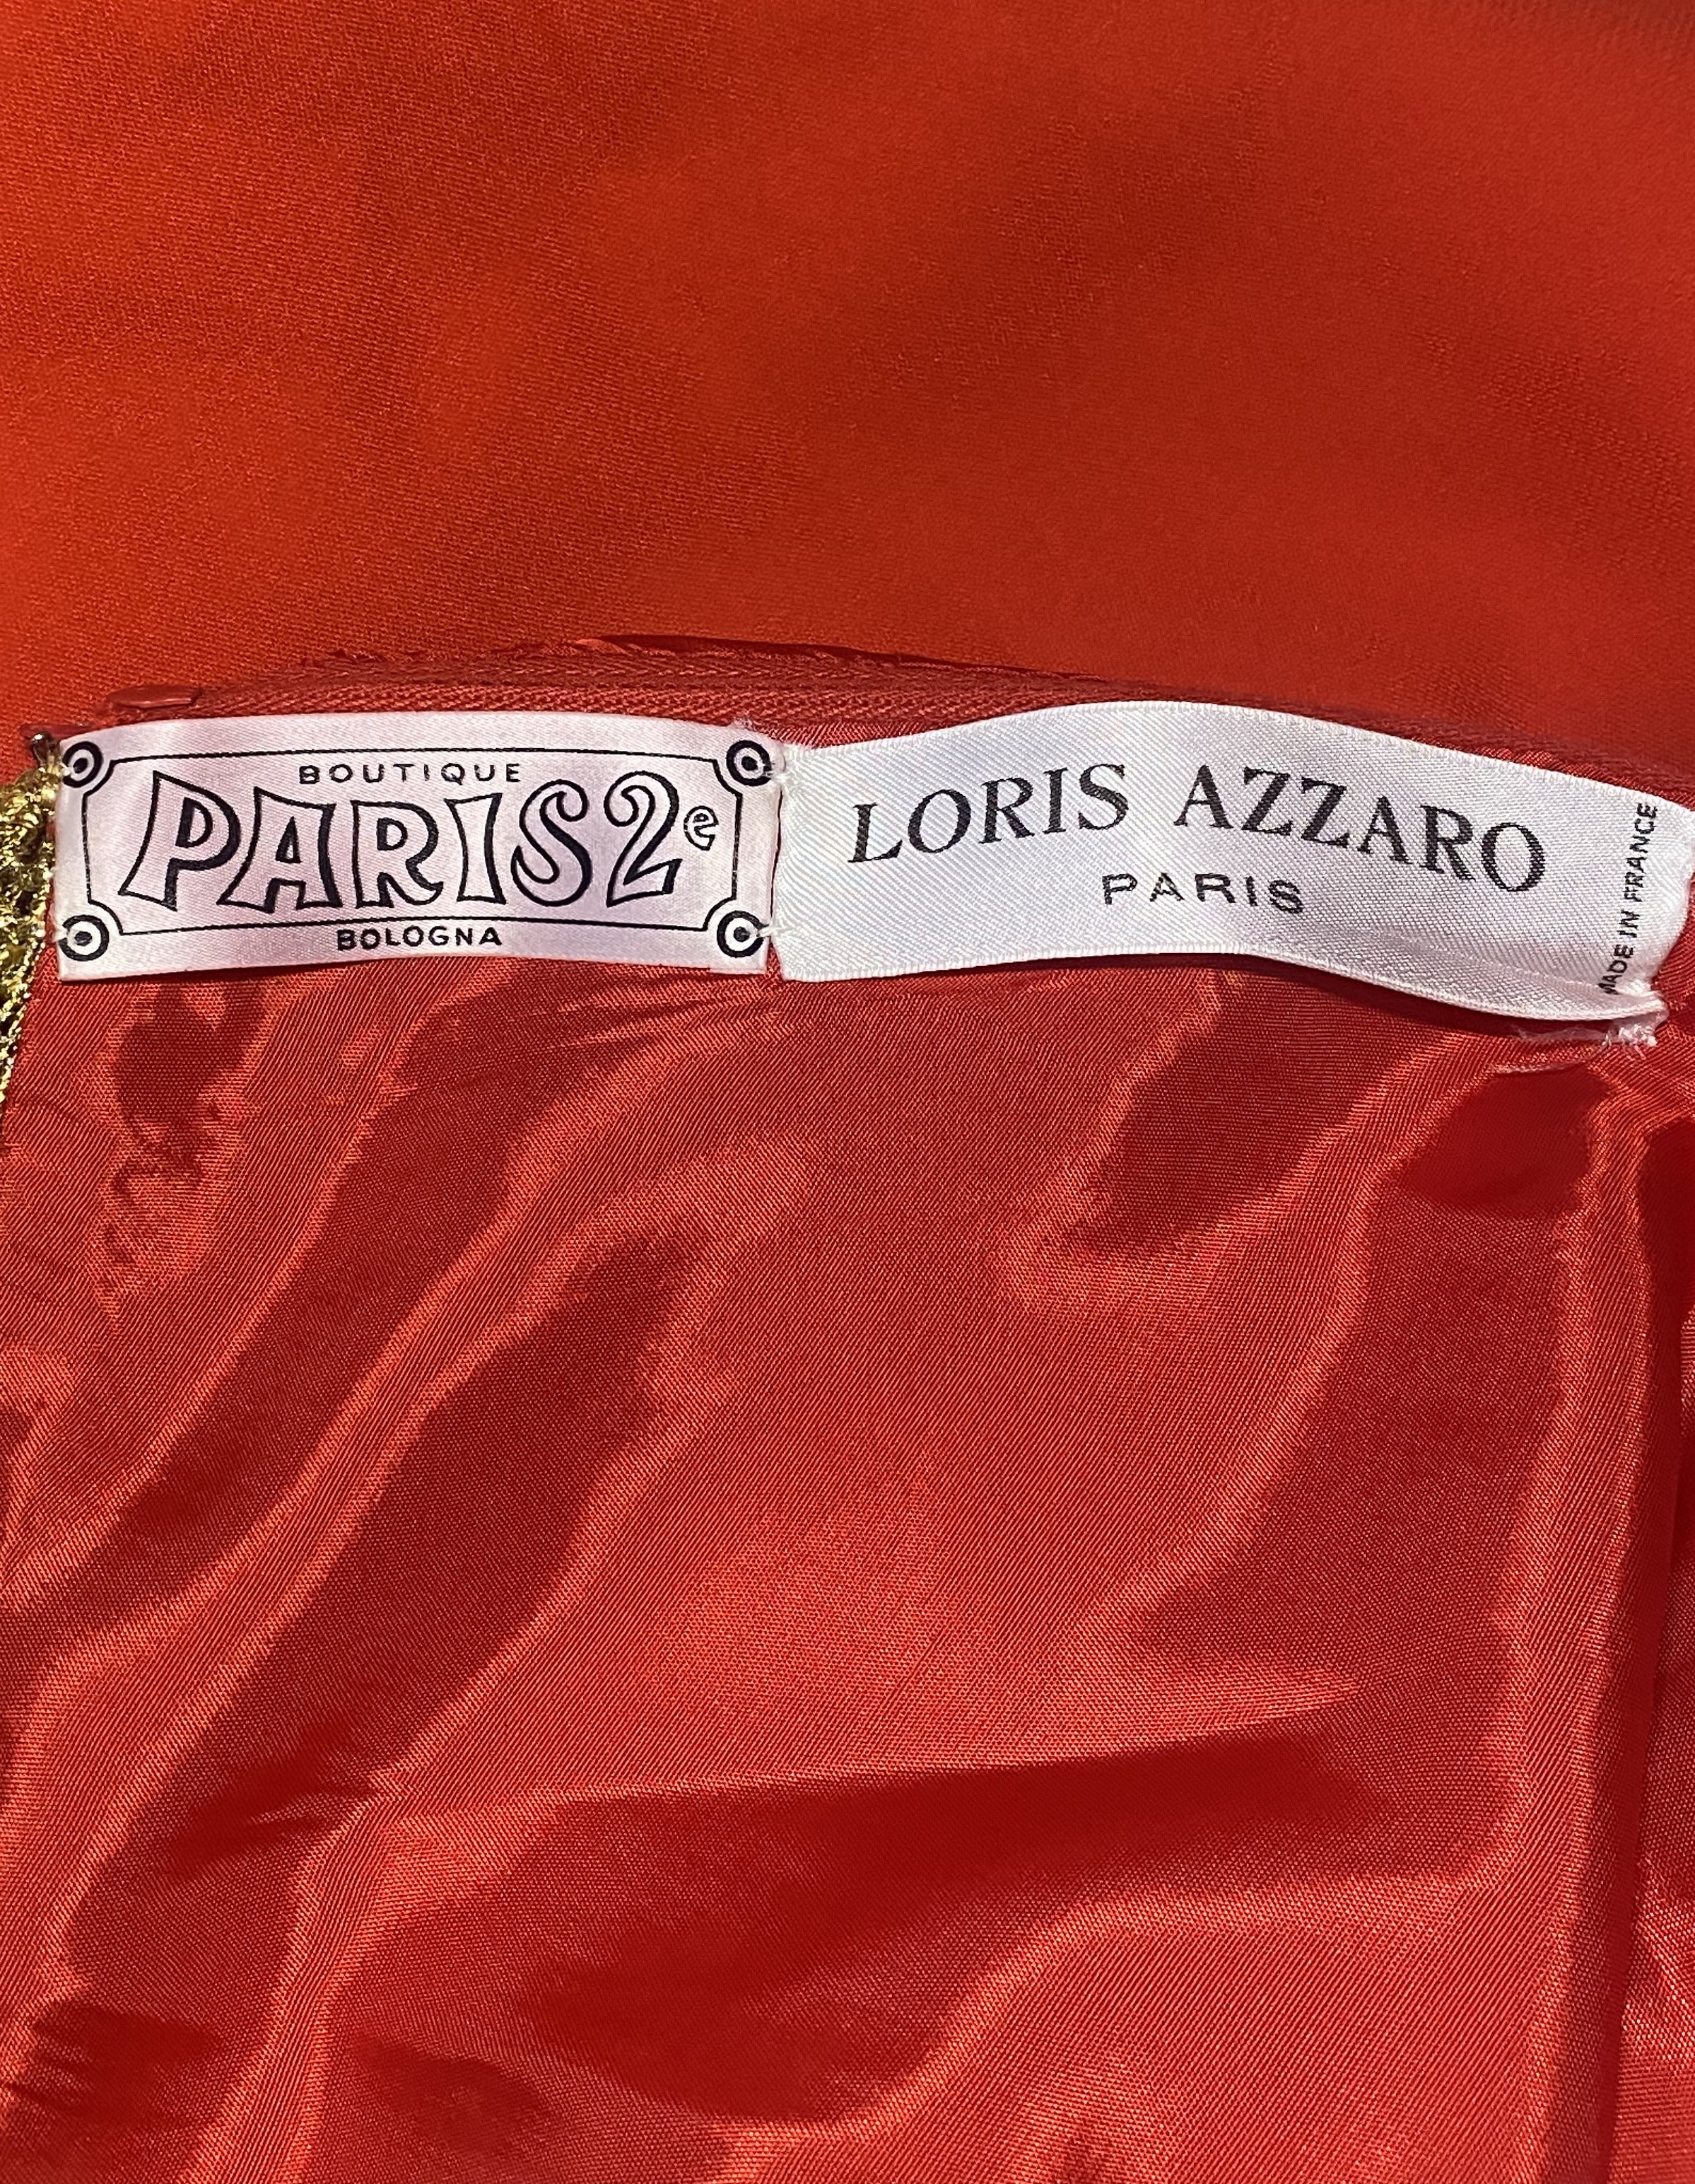 BOUTIQUE
PARIS 2e
BOLOGNA
LORIS AZZARO
PARIS
MADE IN FRANCE